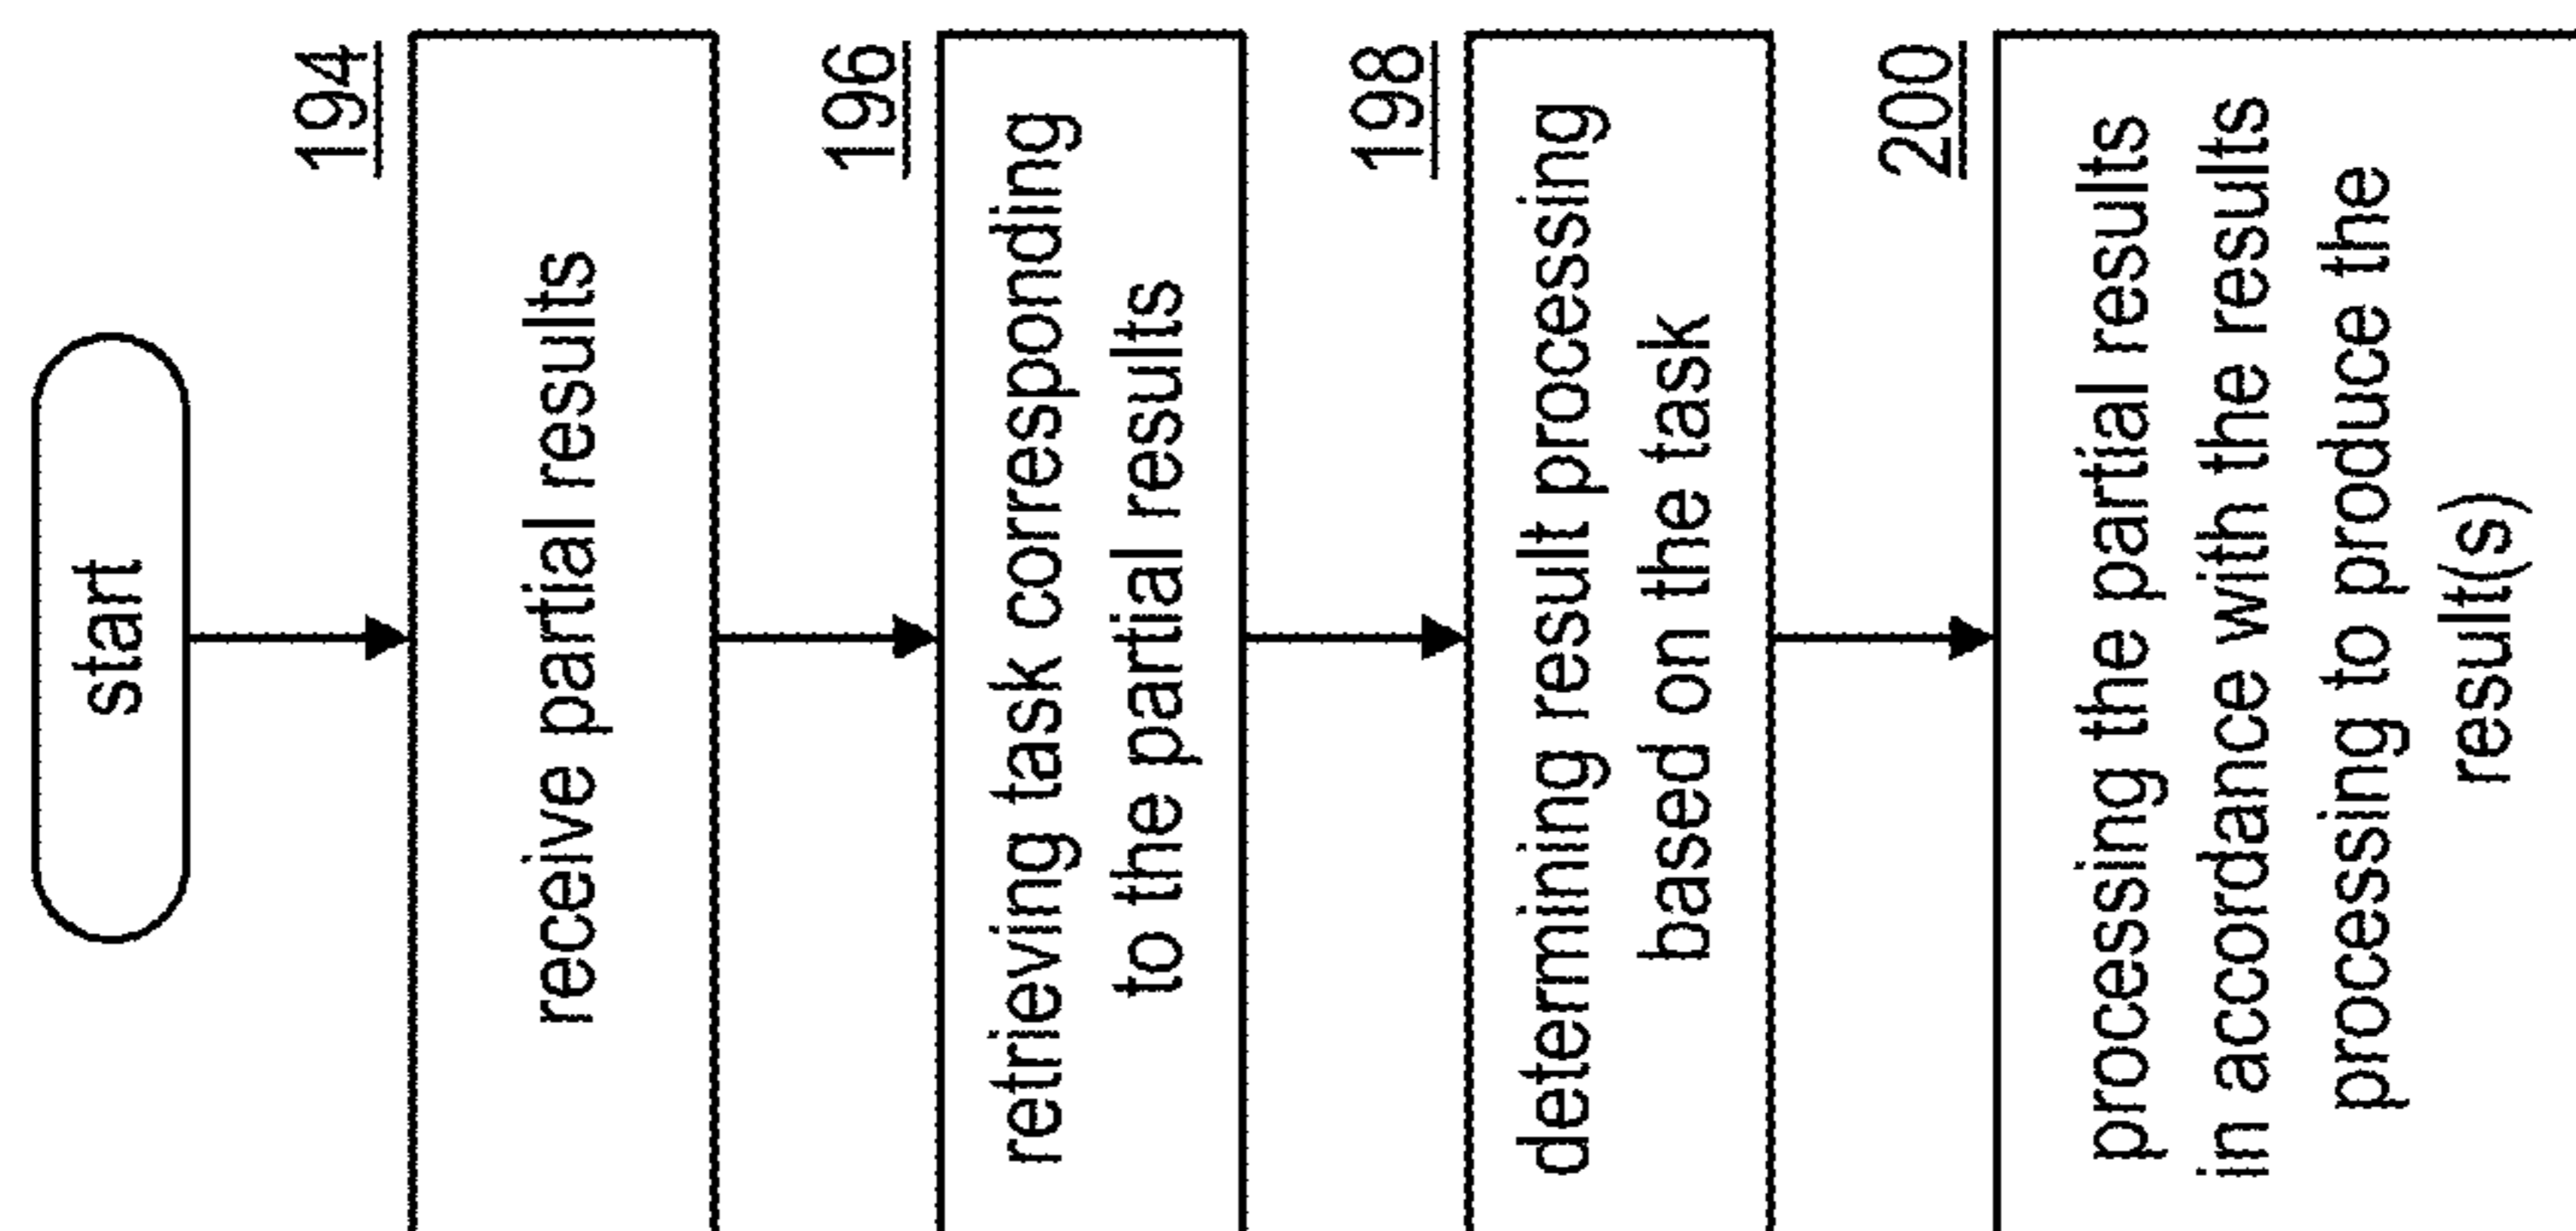 start
194
receive partial results
196
retrieving task corresponding
to the partial results
198
determining result processing
based on the task
200
processing the partial results
in accordance with the results
processing to produce the
result(s)